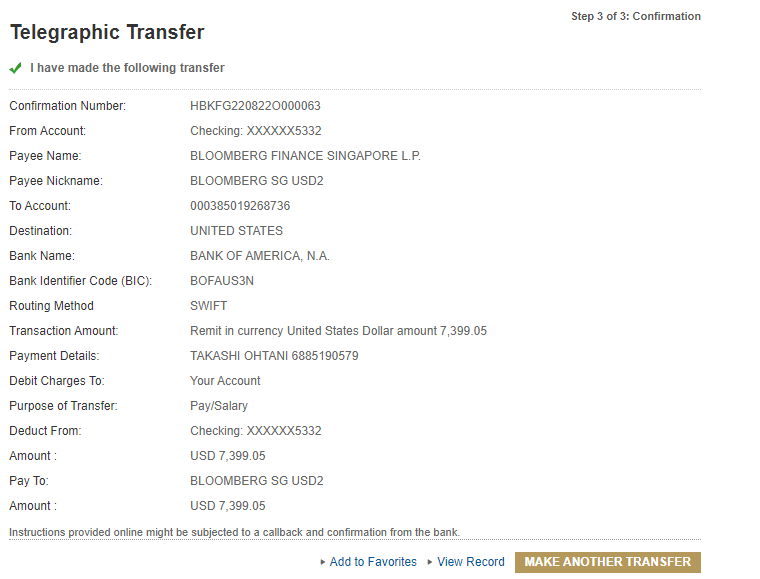 Step 3 of 3: Confirmation
Telegraphic Transfer
I have made the following transfer
Confirmation Number: HBKFG220822O000063
From Account: Checking: XXXXXX5332
Payee Name: BLOOMBERG FINANCE SINGAPORE L.P.
Payee Nickname: BLOOMBERG SG USD2
To Account: 000385019268736
Destination: UNITED STATES
Bank Name: BANK OF AMERICA, N.A.
Bank Identifier Code (BIC): BOFAUS3N
Routing Method SWIFT
Transaction Amount: Remit in currency United States Dollar amount 7,399.05
Payment Details: TAKASHI OHTANI 6885190579
Debit Charges To: Your Account
Purpose of Transfer: Pay/Salary
Deduct From: Checking: XXXXXX5332
Amount : USD 7,399.05
Pay To: BLOOMBERG SG USD2
Amount : USD 7,399.05
Instructions provided online might be subjected to a callback and confirmation from the bank.
Add to Favorites View Record MAKE ANOTHER TRANSFER